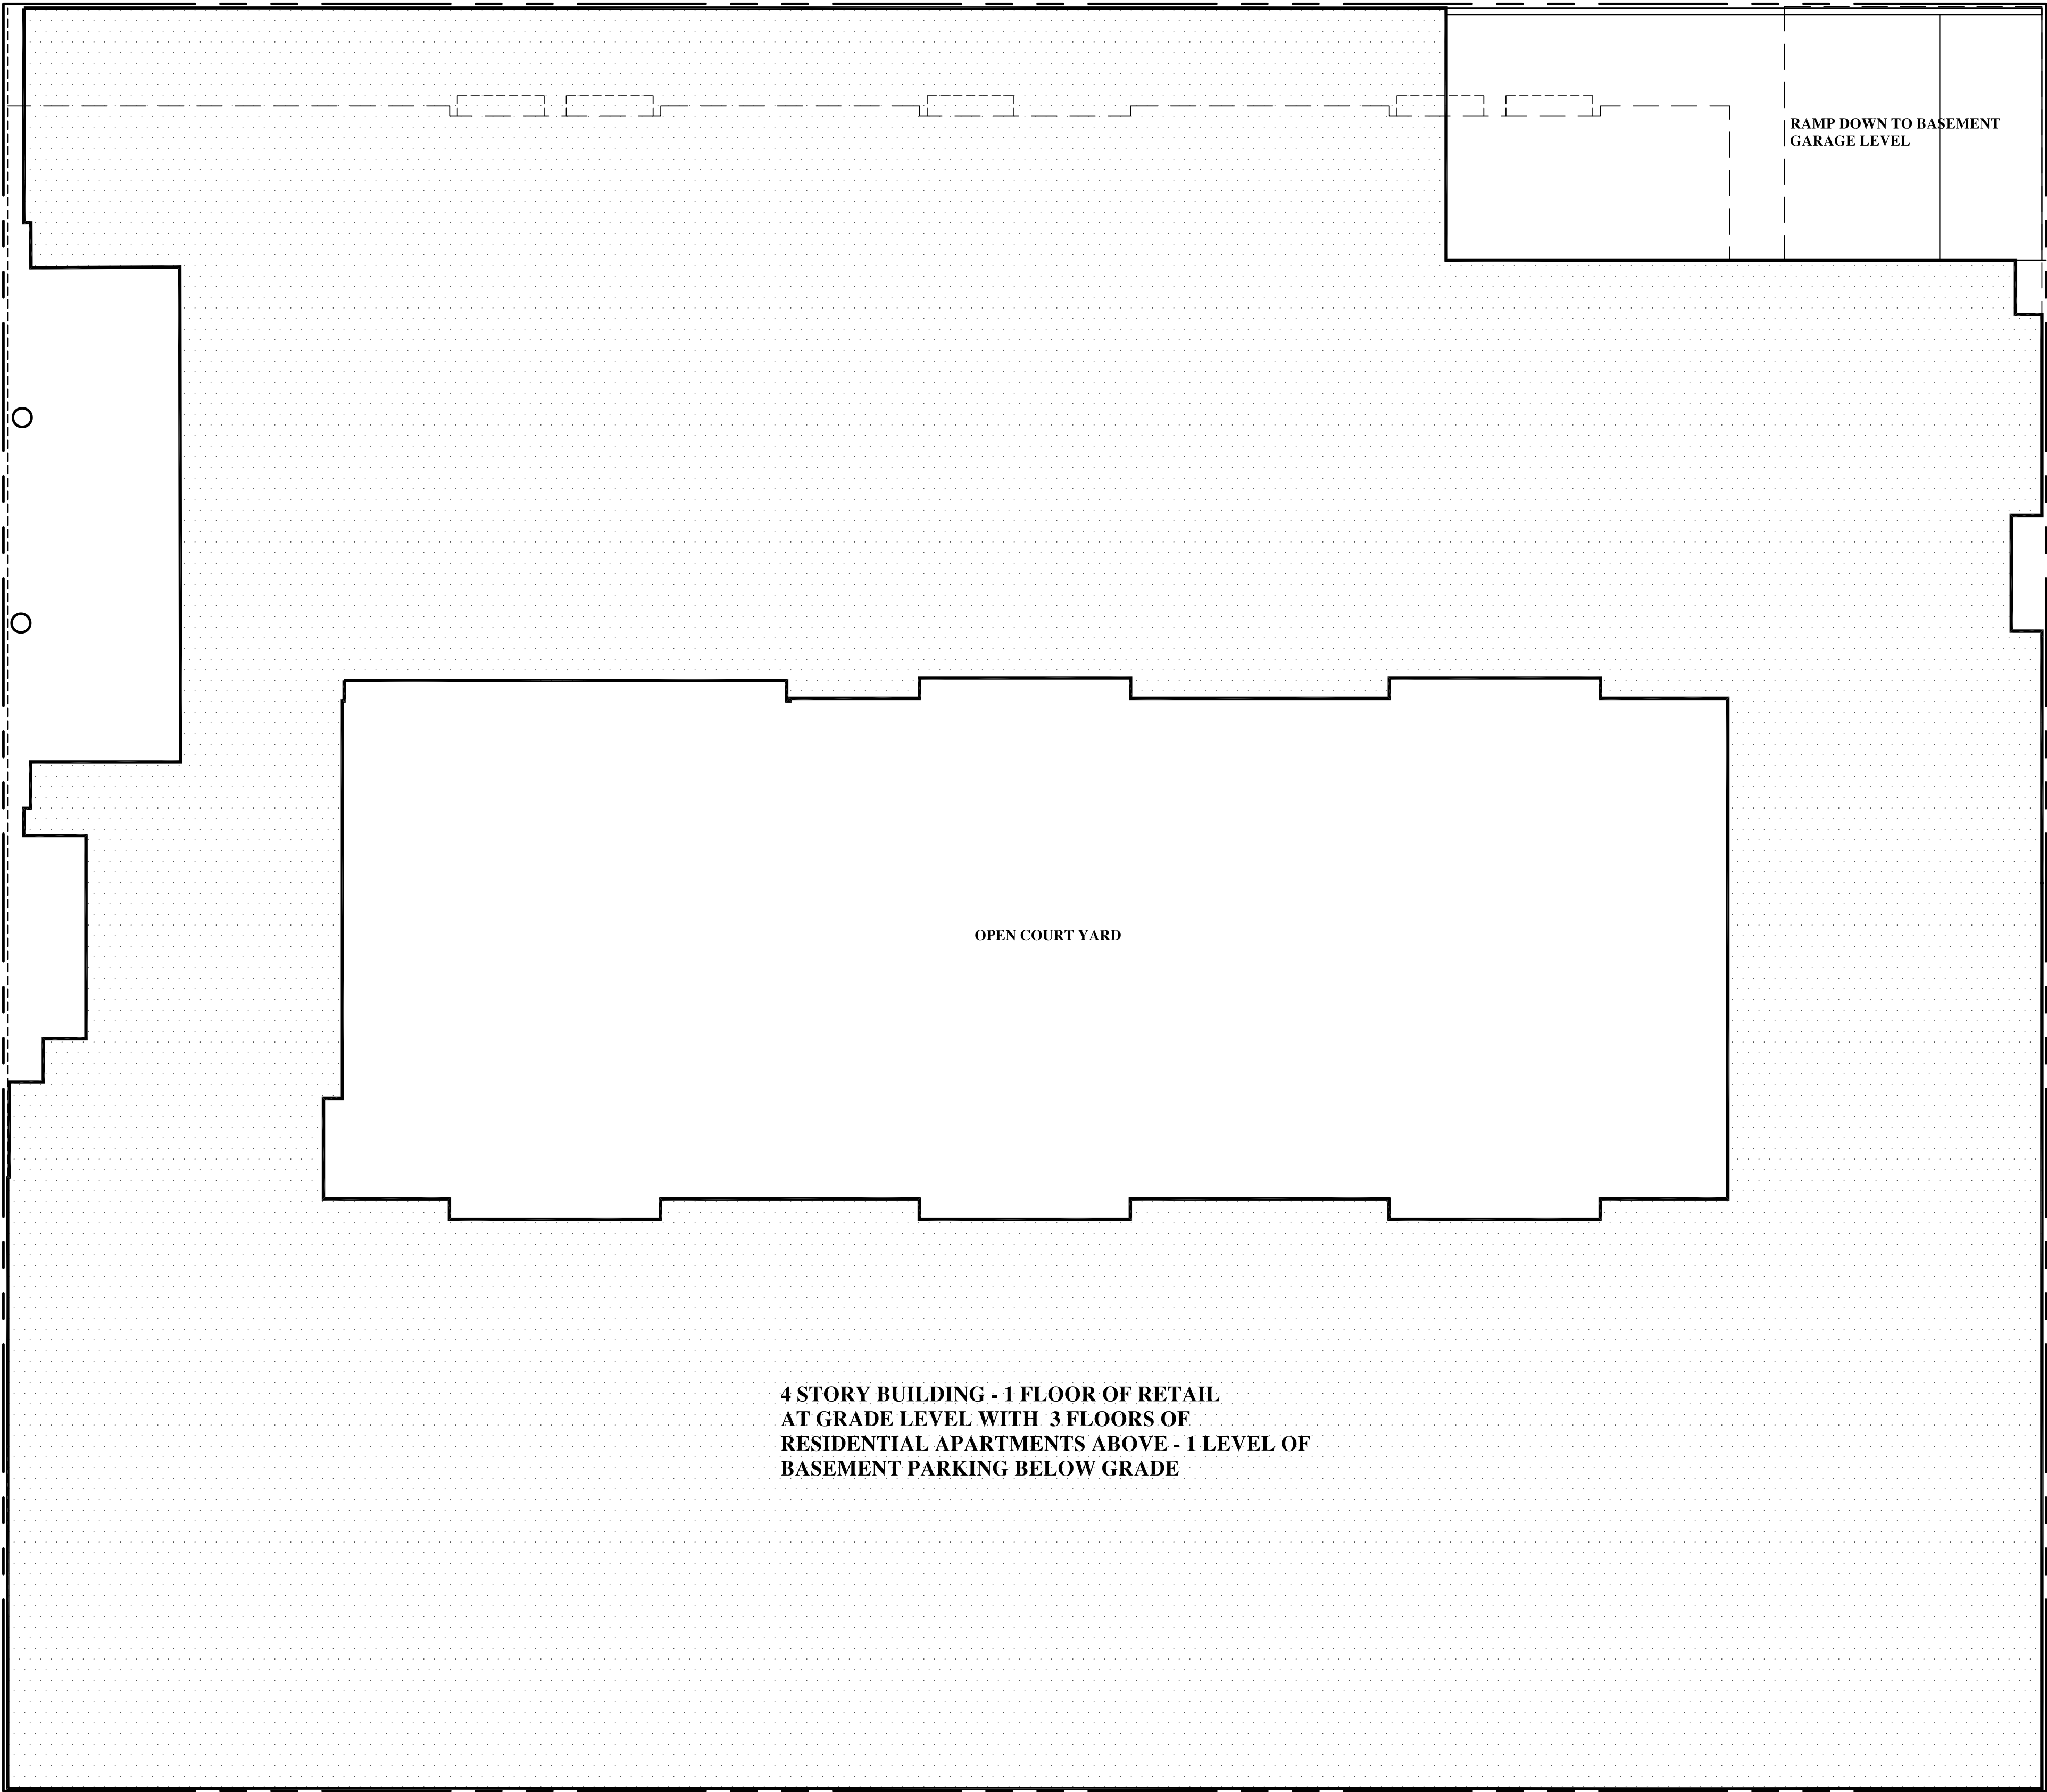 RAMP DOWN TO BASEMENT
GARAGE LEVEL
OPEN COURT YARD
4 STORY BUILDING - 1 FLOOR OF RETAIL
AT GRADE LEVEL WITH  3 FLOORS OF
RESIDENTIAL APARTMENTS ABOVE - 1 LEVEL OF
BASEMENT PARKING BELOW GRADE